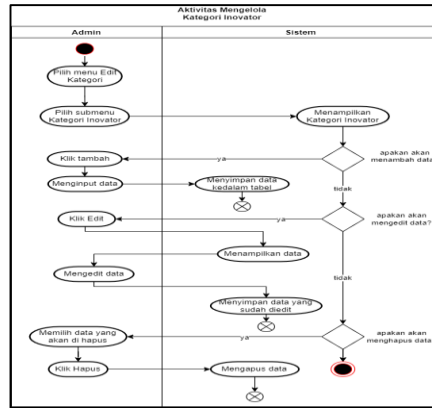 Aktivitas Mengelola
Kategori Inovator
Admin
Sistem
Pilih menu Edit
Kategori
Pilih submenu
Kategori Inovator
Menampilkan
Kategori Inovator
apakan akan
menambah data
ya
Klik tambah
Menginput data
Menyimpan data
kedalam tabel
tidak
apakan akan
mengedit data?
ya
Klik Edit
Menampilkan data
Mengedit data
tidak
Menyimpan data yang
sudah diedit
apakan akan
menghapus data
ya
Memilih data yang
akan di hapus
Klik Hapus
Mengapus data